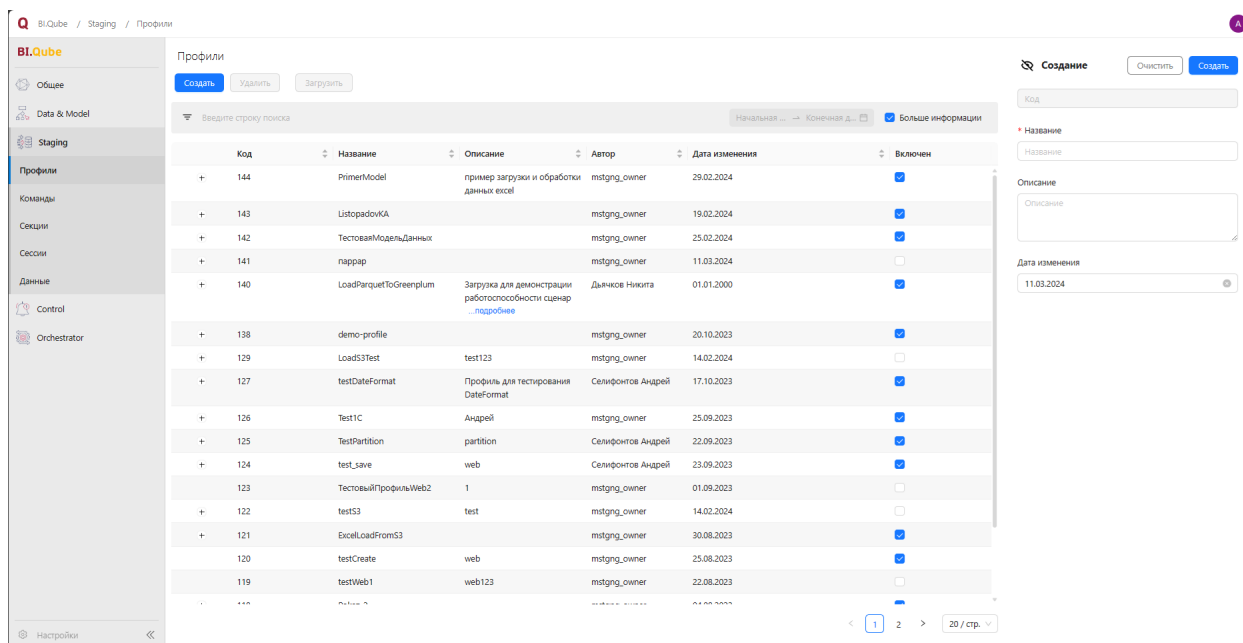 BI.Qube / Staging / Профили
A
BI.Qube
Общее
Data & Model
Staging
Профили
Команды
Секции
Сессии
Данные
Control
Orchestrator
Настройки
Профили
Создать Удалить Загрузить
Введите строку поиска Начальная ... → Конечная д... Больше информации
Код Название Описание Автор Дата изменения Включен
+ 144 PrimerModel пример загрузки и обработки mstgng_owner 29.02.2024
данных excel
+ 143 ListopadovKA mstgng_owner 19.02.2024
+ 142 ТестоваяМодельДанных mstgng_owner 25.02.2024
+ 141 паррар mstgng_owner 11.03.2024
+ 140 LoadParquetToGreenplum Загрузка для демонстрации Дьячков Никита 01.01.2000
работоспособности сценар
...подробнее
+ 138 demo-profile mstgng_owner 20.10.2023
+ 129 LoadS3Test test123 mstgng_owner 14.02.2024
+ 127 testDateFormat Профиль для тестирования Селифонтов Андрей 17.10.2023
DateFormat
+ 126 Test1C Андрей mstgng_owner 25.09.2023
+ 125 TestPartition partition Селифонтов Андрей 22.09.2023
+ 124 test_save web Селифонтов Андрей 23.09.2023
123 ТестовыйПрофильWeb2 1 mstgng_owner 01.09.2023
+ 122 testS3 test mstgng_owner 14.02.2024
+ 121 ExcelLoadFromS3 mstgng_owner 30.08.2023
120 testCreate web mstgng_owner 25.08.2023
119 testWeb1 web123 mstgng_owner 22.08.2023
< 1 2 > 20 / стр.
Создание Очистить Создать
Код
* Название
Название
Описание
Описание
Дата изменения
11.03.2024